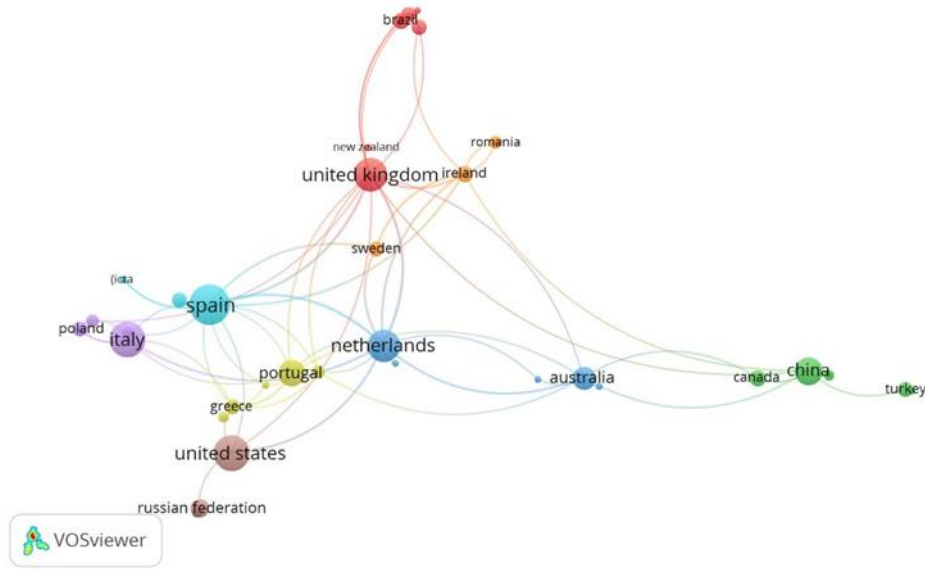 brazil
romania
new zealand
united kingdom
ireland
sweden
(icta
spain
poland
italy
netherlands
portugal
australia
canada
china
turkey
greece
united states
russian federation
VOSviewer